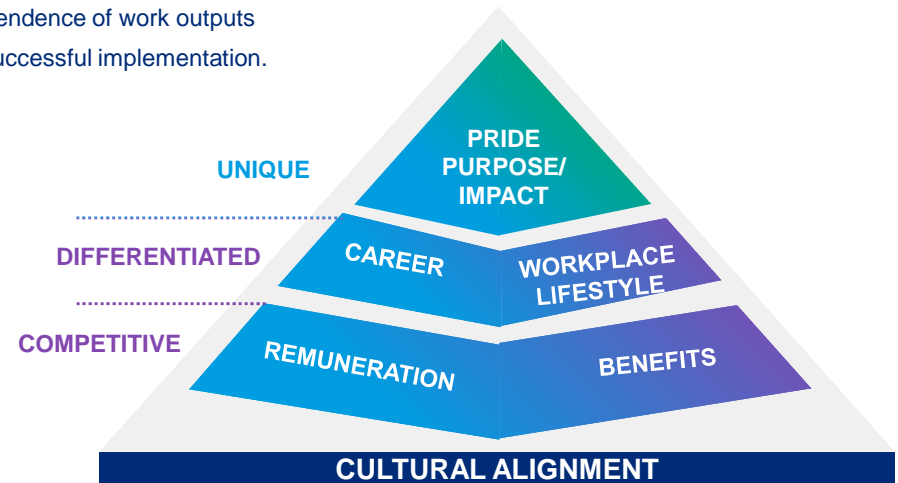 endence of work outputs
uccessful implementation.
PRIDE
PURPOSE/
IMPACT
UNIQUE
DIFFERENTIATED
CAREER
WORKPLACE
LIFESTYLE
COMPETITIVE
REMUNERATION
BENEFITS
CULTURAL ALIGNMENT